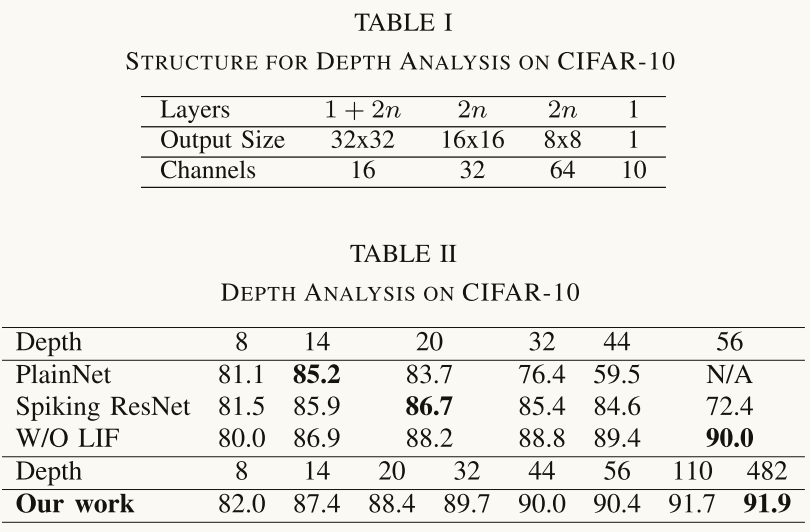 TABLE I
STRUCTURE FOR DEPTH ANALYSIS ON CIFAR-10
Layers 1 + 2n 2n 2n 1
Output Size 32x32 16x16 8x8 1
Channels 16 32 64 10
TABLE II
DEPTH ANALYSIS ON CIFAR-10
Depth 8 14 20 32 44 56
PlainNet 81.1 85.2 83.7 76.4 59.5 N/A
Spiking ResNet 81.5 85.9 86.7 85.4 84.6 72.4
W/O LIF 80.0 86.9 88.2 88.8 89.4 90.0
Depth 8 14 20 32 44 56 110 482
Our work 82.0 87.4 88.4 89.7 90.0 90.4 91.7 91.9